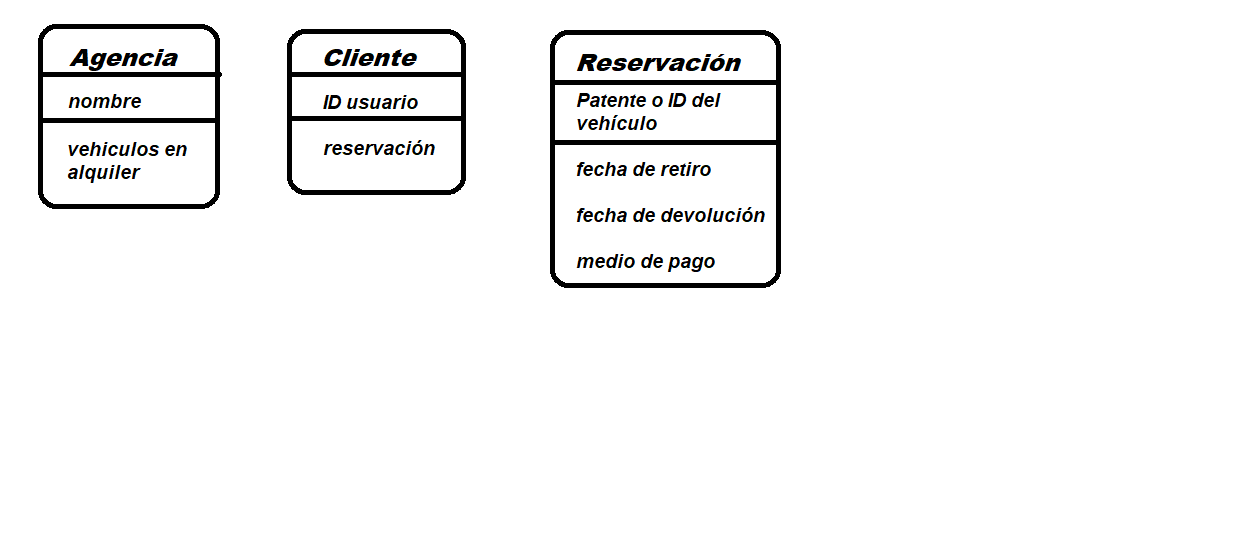 Agencia
nombre
vehiculos en
alquiler
Cliente
ID usuario
reservación
Reservación
Patente o ID del
vehículo
fecha de retiro
fecha de devolución
medio de pago